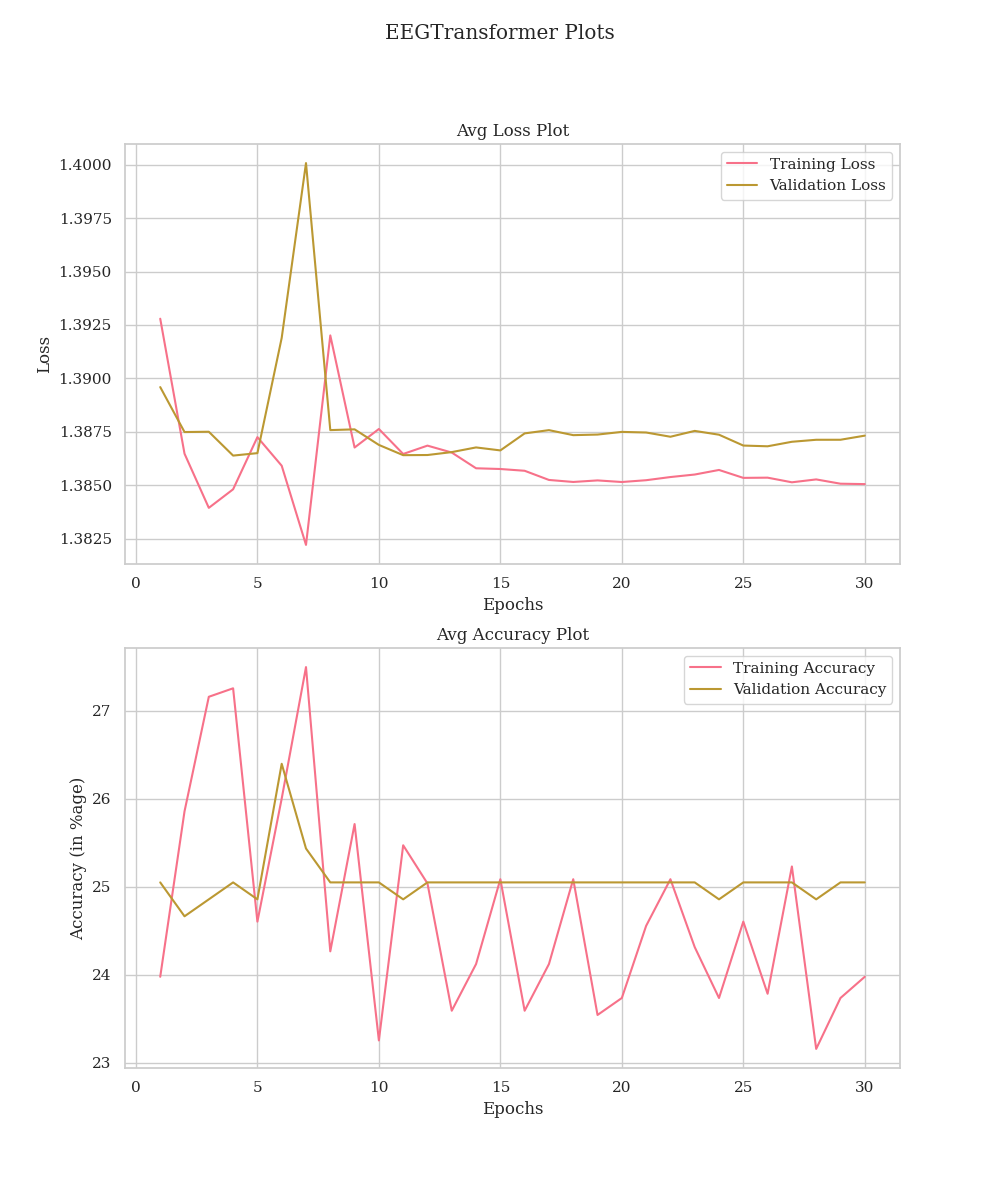 EEGTransformer Plots
Avg Loss Plot
1.4000
1.3975
1.3950
1.3925
1.3900
1.3875
1.3850
1.3825
Loss
Training Loss
Validation Loss
0 5 10 15 20 25 30
Epochs
Avg Accuracy Plot
27
26
25
24
23
Accuracy (in %age)
Training Accuracy
Validation Accuracy
0 5 10 15 20 25 30
Epochs